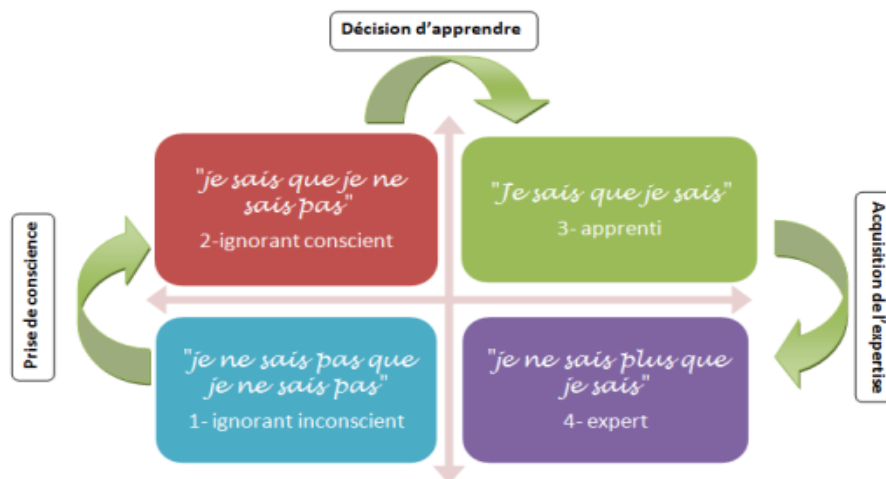 Décision d'apprendre
"je sais que je ne
sais pas"
2-ignorant conscient
"Je sais que je sais"
3- apprenti
Prise de conscience
Acquisition de l'expertise
"je ne sais pas que
je ne sais pas"
1- ignorant inconscient
"je ne sais plus que
je sais"
4- expert